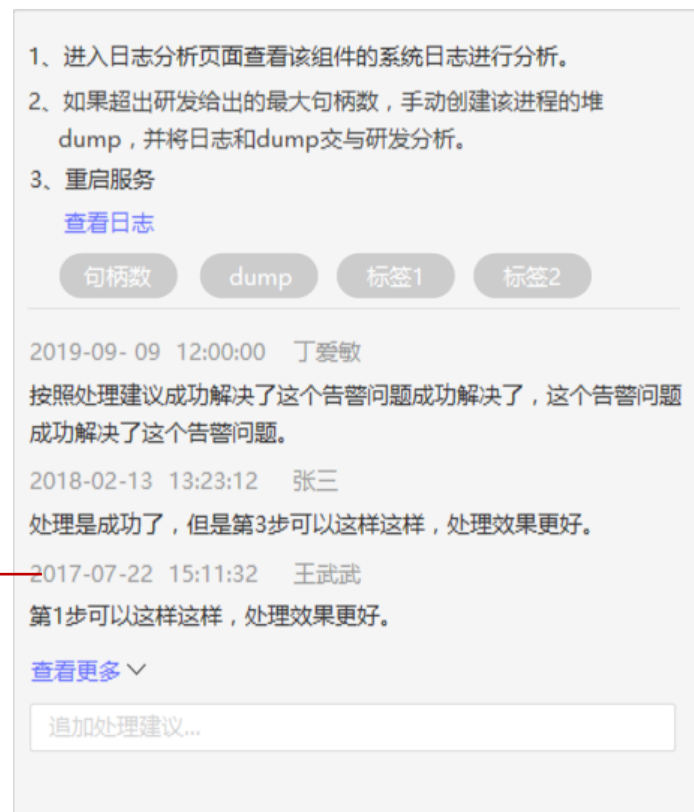 1、进入日志分析页面查看该组件的系统日志进行分析。
2、如果超出研发给出的最大句柄数，手动创建该进程的堆
dump，并将日志和dump交与研发分析。
3、重启服务
查看日志
句柄数 dump 标签1 标签2
2019-09- 09 12:00:00 丁爱敏
按照处理建议成功解决了这个告警问题成功解决了，这个告警问题
成功解决了这个告警问题。
2018-02-13 13:23:12 张三
处理是成功了，但是第3步可以这样这样，处理效果更好。
2017-07-22 15:11:32 王武武
第1步可以这样这样，处理效果更好。
查看更多
追加处理建议...